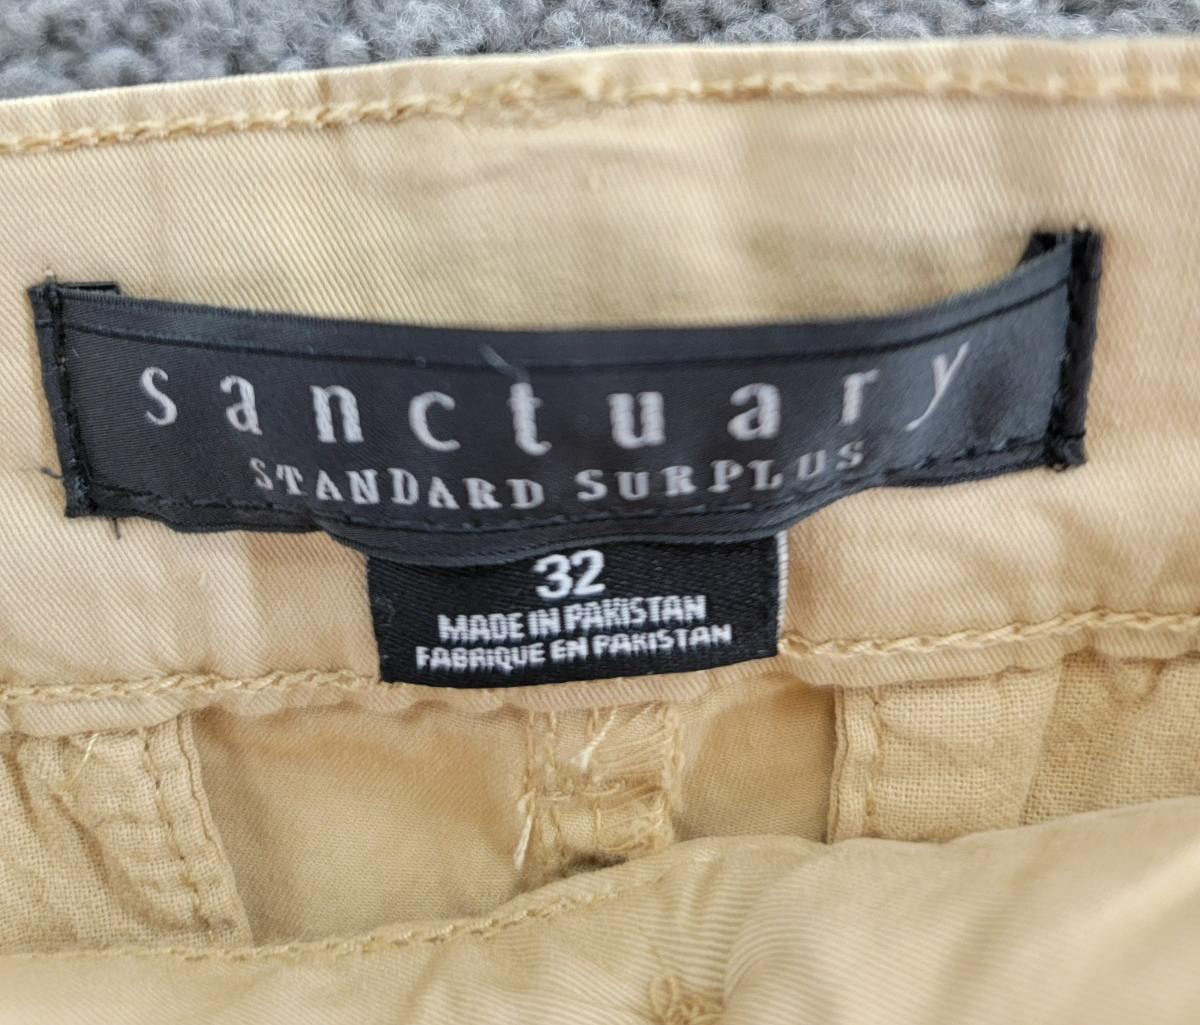 sanctuary
STANDARD SURPLUS
32
MADE IN PAKISTAN
FABRIQUE EN PAKISTAN